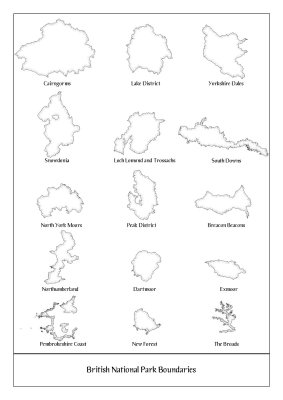 Cairngorms Lake District Yorkshire Dales
Snowdonia Loch Lomond and Trossachs South Downs
North York Moors Peak District Brecon Beacons
Northumberland Dartmoor Exmoor
Pembrokeshire Coast New Forest The Broads
British National Park Boundaries